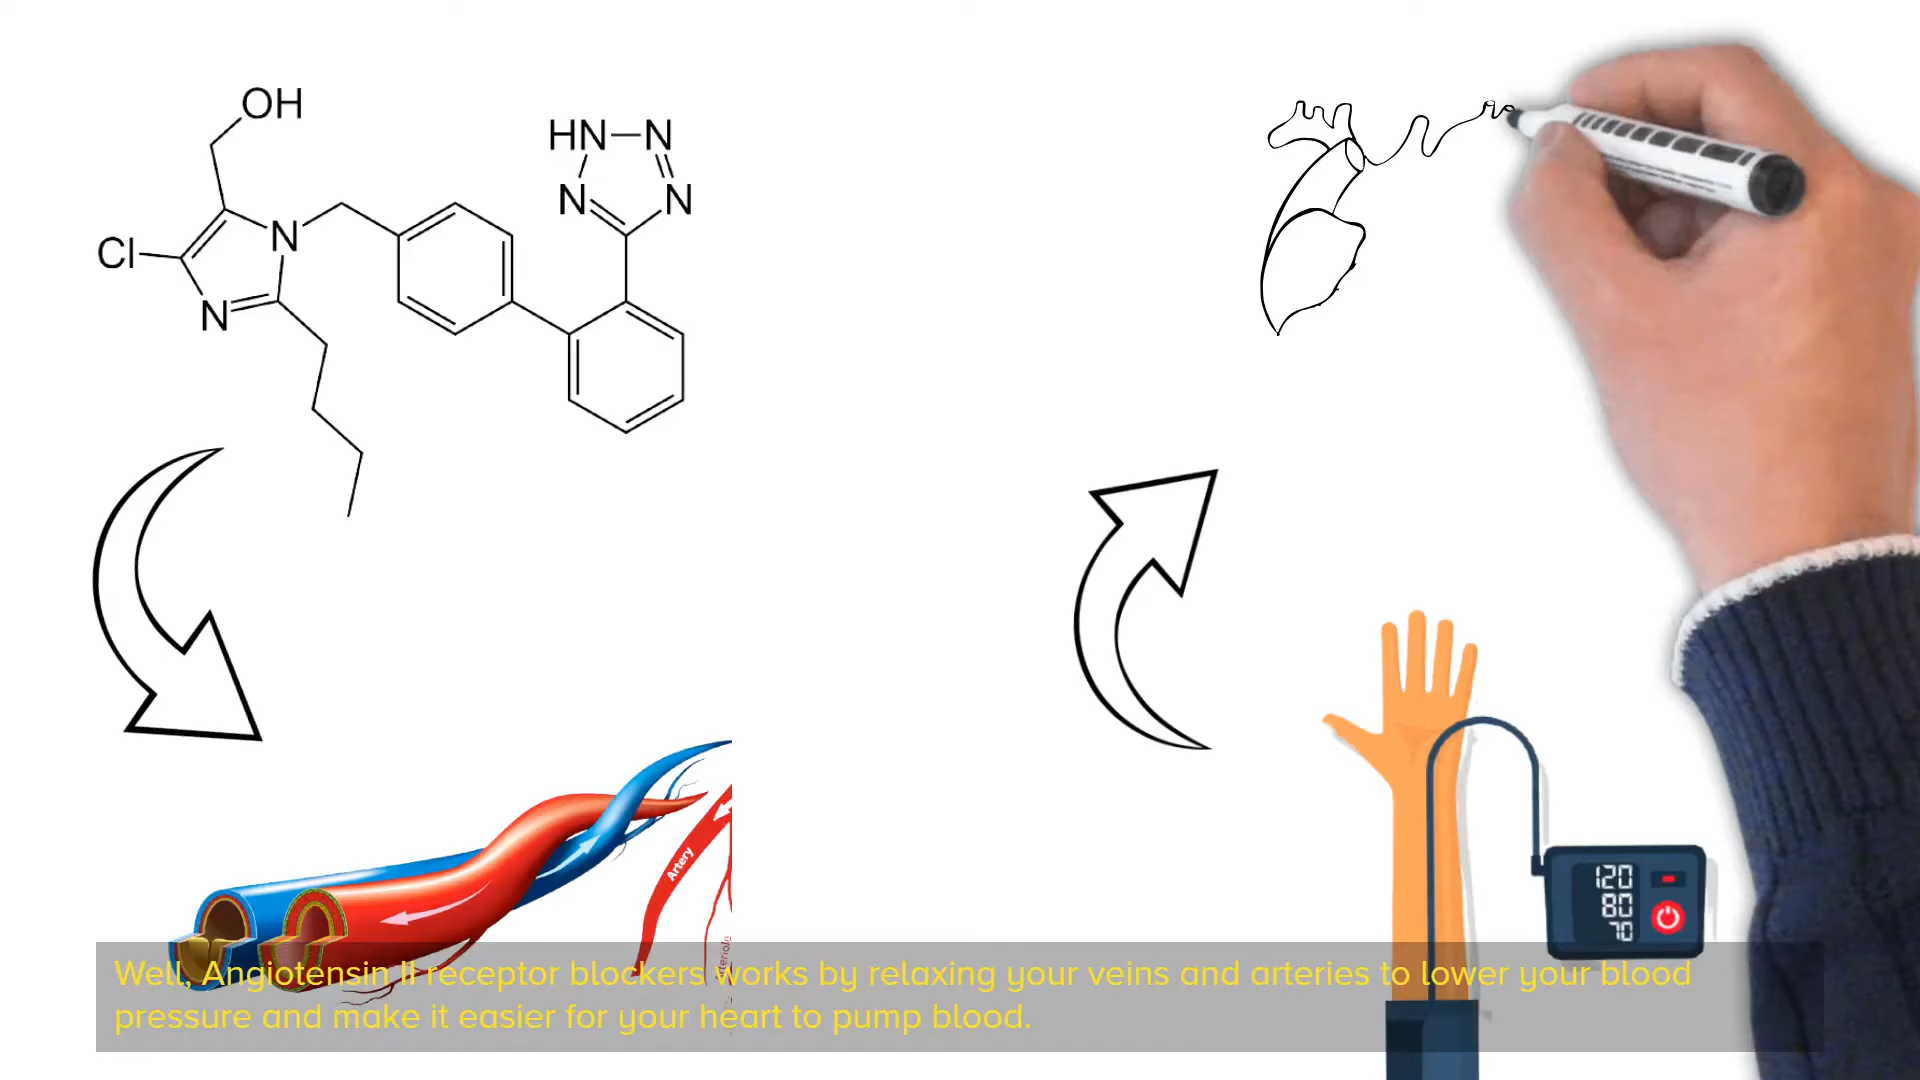 OH
HN N
N N
Cl
N
N
Artery
120
80
70
Well, Angiotensin II receptor blockers works by relaxing your veins and arteries to lower your blood
pressure and make it easier for your heart to pump blood.